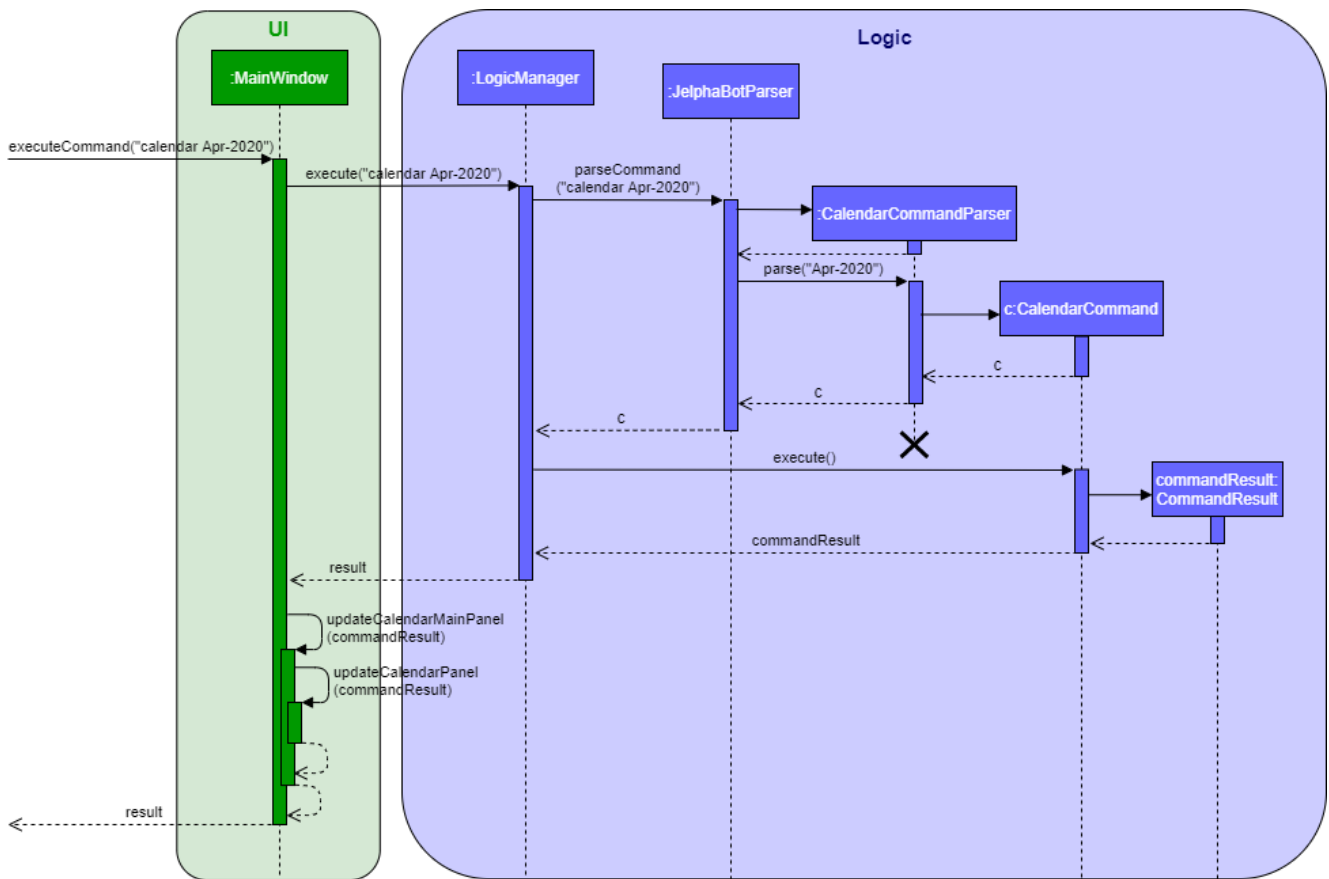 UI
Logic
:MainWindow
:LogicManager
:JelphaBotParser
executeCommand("calendar Apr-2020")
execute("calendar Apr-2020")
parseCommand
("calendar Apr-2020")
:CalendarCommandParser
parse("Apr-2020")
c:CalendarCommand
c
c
c
execute()
commandResult:
CommandResult
commandResult
result
updateCalendarMainPanel
(commandResult)
updateCalendarPanel
(commandResult)
result